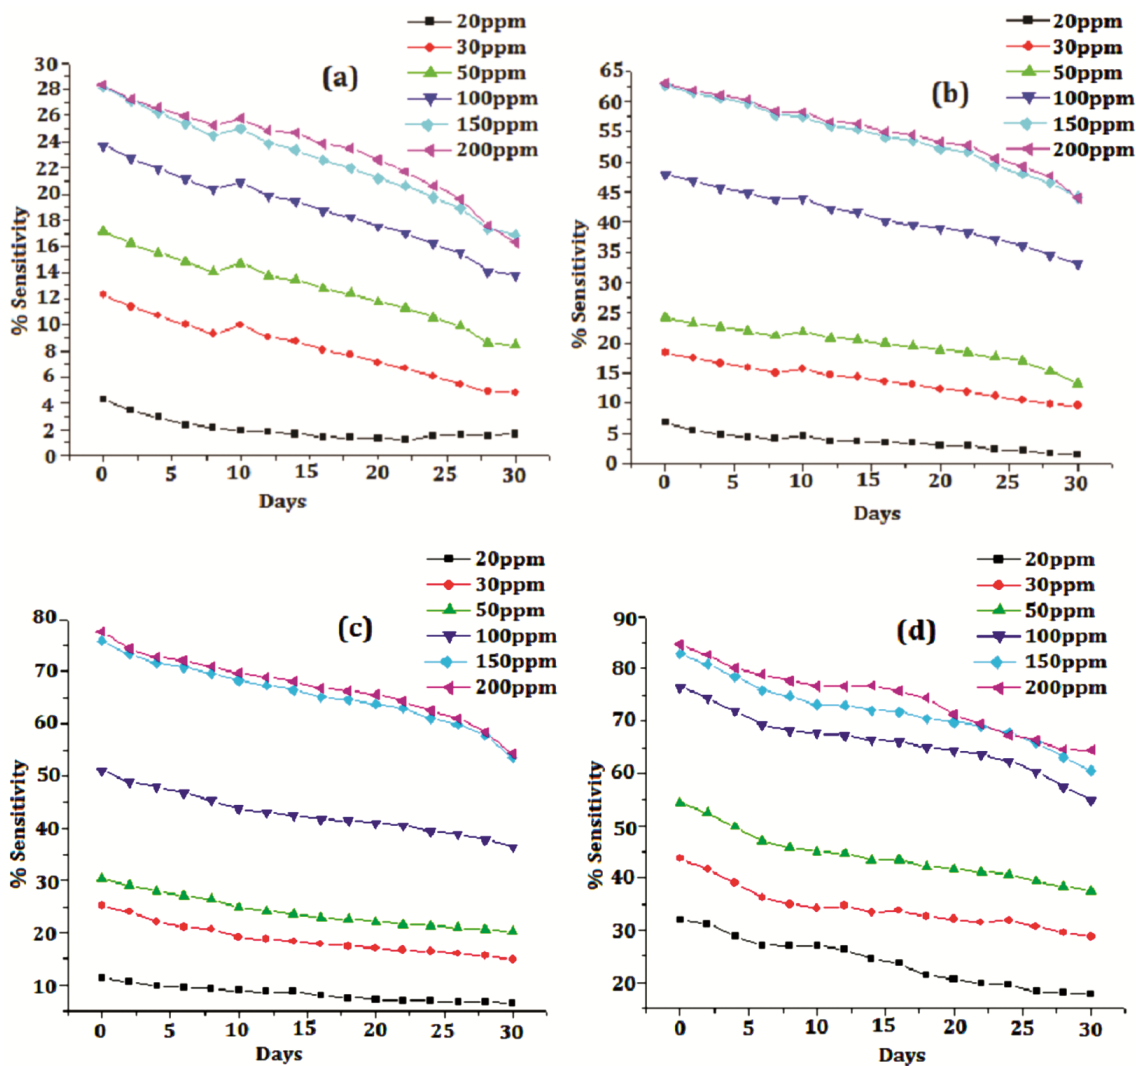 20ppm
30ppm
50ppm
100ppm
150ppm
200ppm
(a)
% Sensitivity
30
28
26
24
22
20
18
16
14
12
10
8
6
4
2
0
0 5 10 15 20 25 30
Days
20ppm
30ppm
50ppm
100ppm
150ppm
200ppm
(b)
% Sensitivity
65
60
55
50
45
40
35
30
25
20
15
10
5
0
0 5 10 15 20 25 30
Days
20ppm
30ppm
50ppm
100ppm
150ppm
200ppm
(c)
% Sensitivity
80
70
60
50
40
30
20
10
0 5 10 15 20 25 30
Days
20ppm
30ppm
50ppm
100ppm
150ppm
200ppm
(d)
% Sensitivity
90
80
70
60
50
40
30
20
0 5 10 15 20 25 30
Days